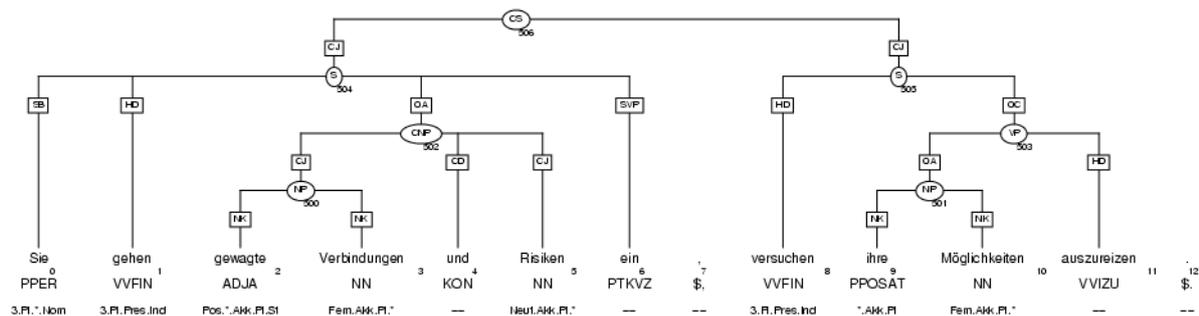 CS
506
CJ CJ
S S
504 505
SB HD OA SVP HD OC
CNP VP
502 503
CJ CD CJ OA HD
NP NP
500 501
NK NK NK NK
Sie gehen gewagte Verbindungen und Risiken ein , versuchen ihre Möglichkeiten auszureizen .
0 1 2 3 4 5 6 7 8 9 10 11 12
PPER VVFIN ADJA NN KON NN PTKVZ $, VVFIN PPOSAT NN VVIZU $.
3.Pl.*.Nom 3.Pl.Pres.Ind Pos.*.Akk.Pl.St Fem.Akk.Pl.* -- Neut.Akk.Pl.* -- -- 3.Pl.Pres.Ind *.Akk.Pl Fem.Akk.Pl.* -- --